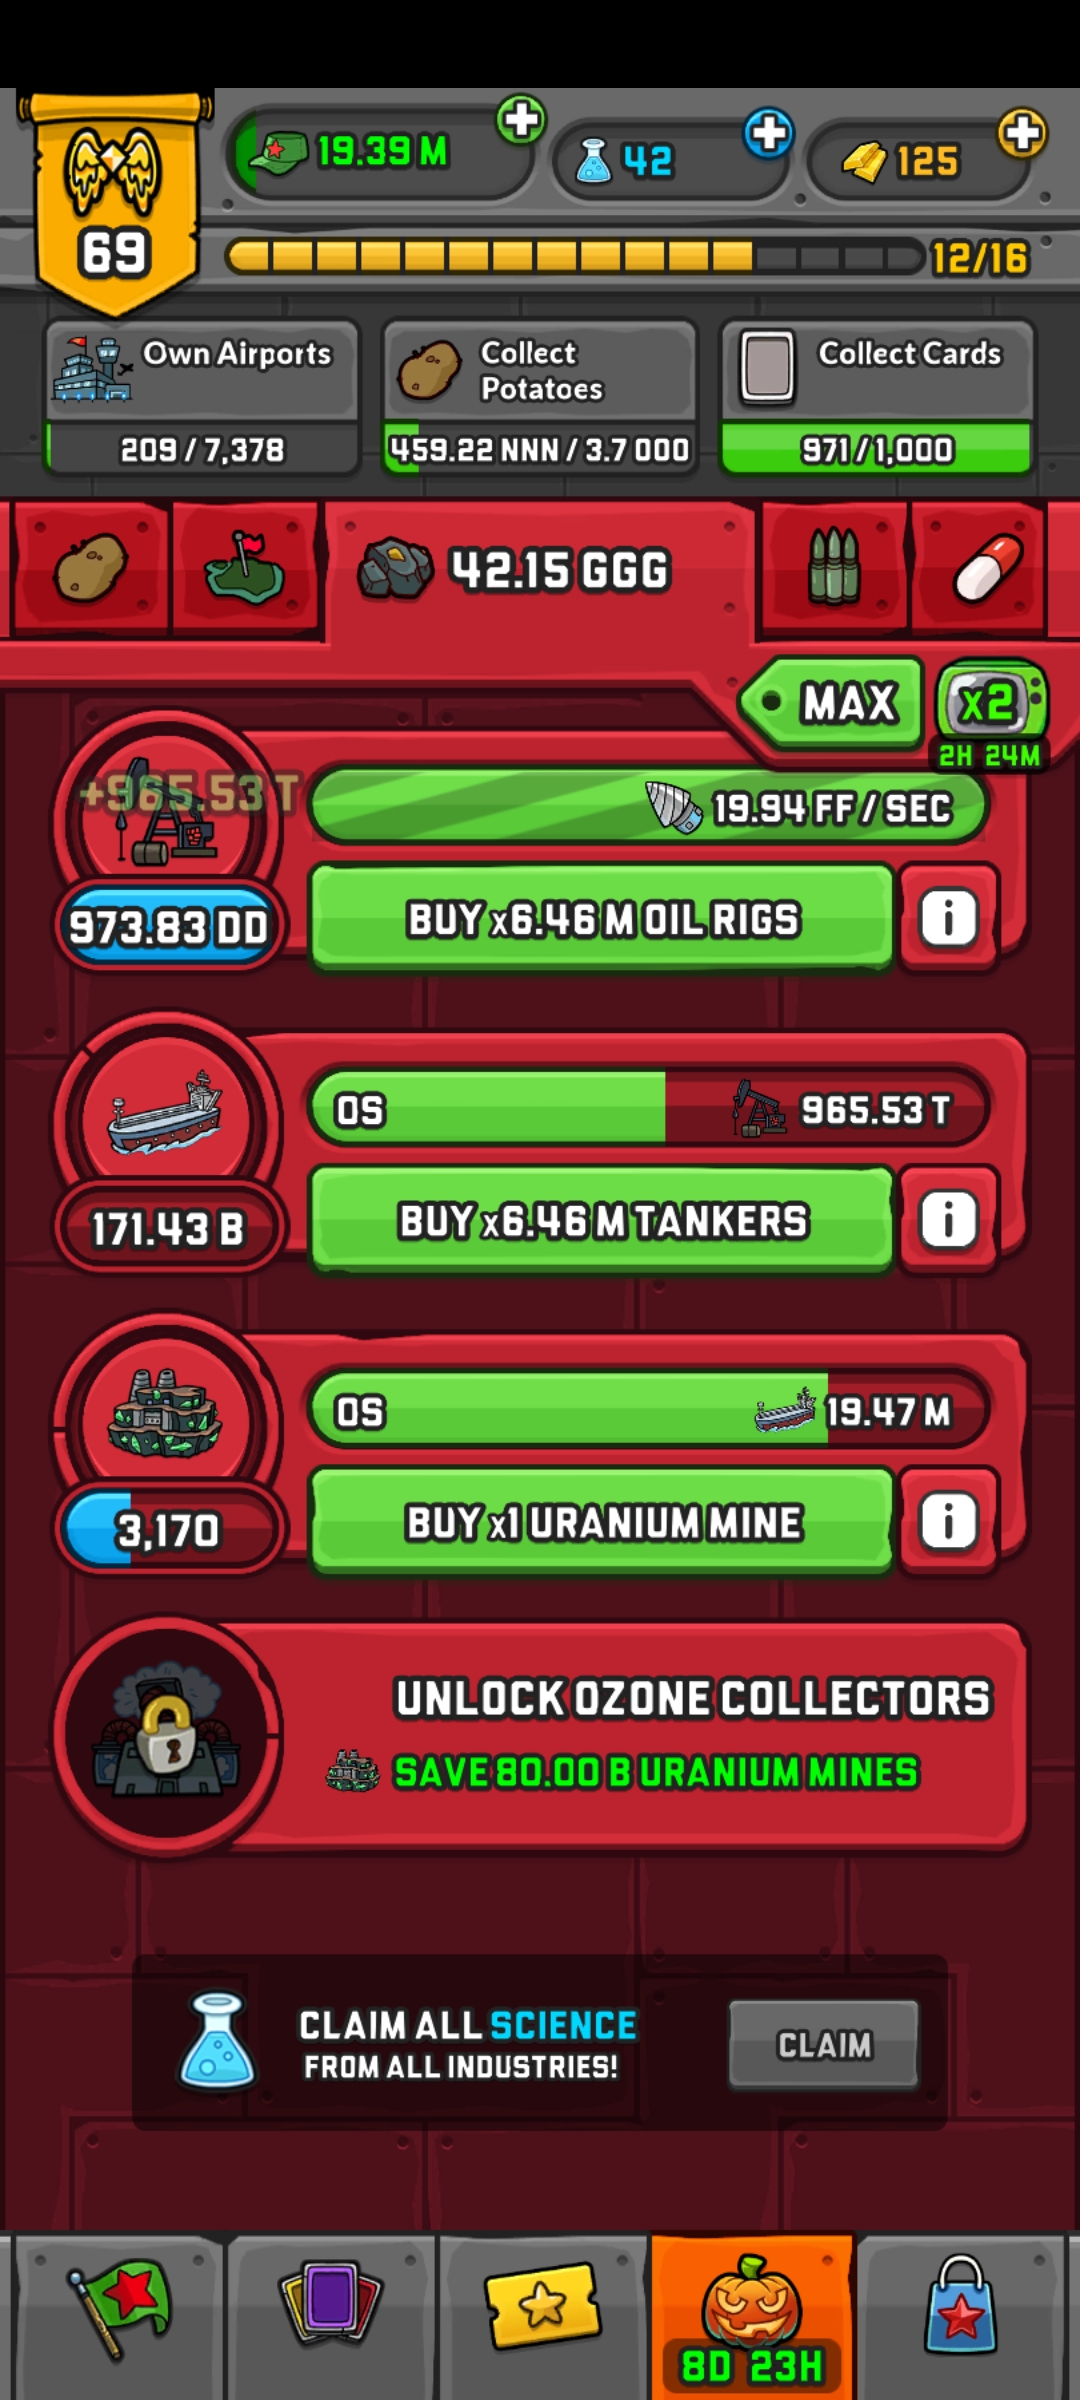 19.39 M
42
125
69
12/16
Own Airports
209 / 7,378
Collect
Potatoes
459.22 NNN / 3.7 OOO
Collect Cards
971 / 1,000
42.15 GGG
MAX
x2
2H 24M
+965.53 T
19.94 FF / SEC
973.83 DD
BUY x6.46 M OIL RIGS
i
0S
965.53 T
171.43 B
BUY x6.46 M TANKERS
i
0S
19.47 M
3,170
BUY x1 URANIUM MINE
i
UNLOCK OZONE COLLECTORS
SAVE 80.00 B URANIUM MINES
CLAIM ALL SCIENCE
FROM ALL INDUSTRIES!
CLAIM
8D 23H